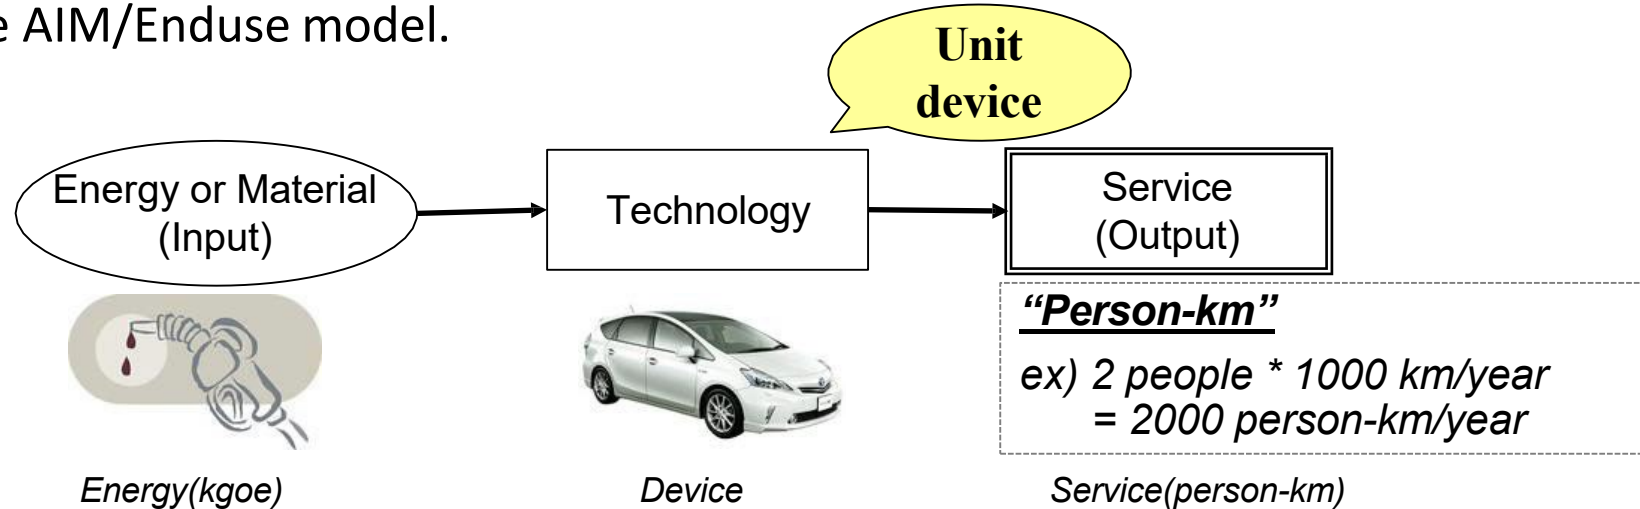 e AIM/Enduse model.
Unit
device
Energy or Material
(Input)
Technology
Service
(Output)
“Person-km”
ex) 2 people * 1000 km/year
= 2000 person-km/year
Energy(kgoe)
Device
Service(person-km)